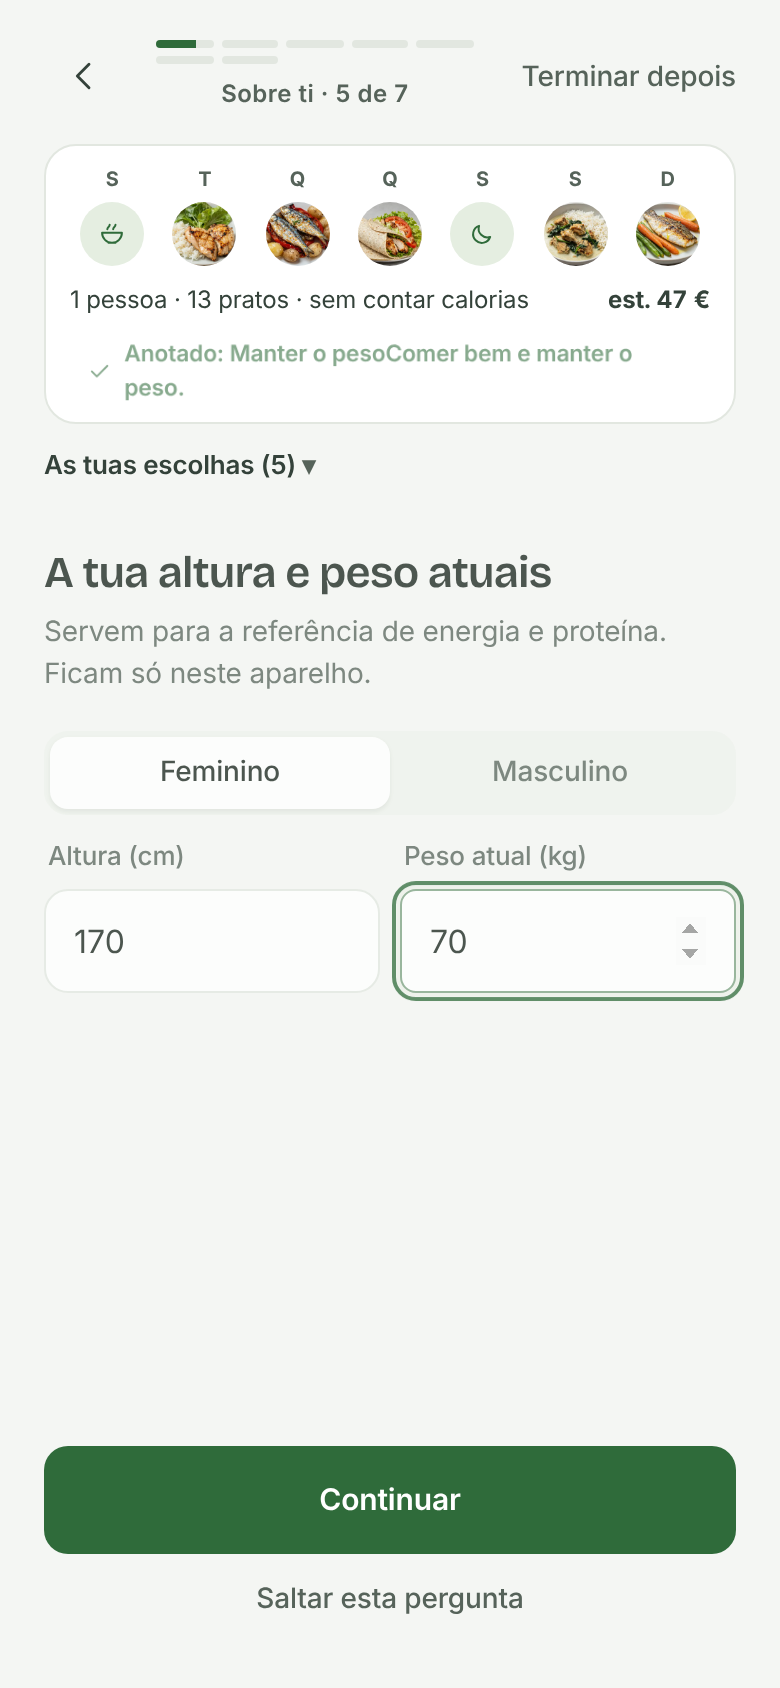 Sobre ti · 5 de 7
Terminar depois
S T Q Q S S D
1 pessoa · 13 pratos · sem contar calorias est. 47 €
Anotado: Manter o pesoComer bem e manter o
peso.
As tuas escolhas (5) ▾
A tua altura e peso atuais
Servem para a referência de energia e proteína.
Ficam só neste aparelho.
Feminino Masculino
Altura (cm) Peso atual (kg)
170 70
Continuar
Saltar esta pergunta